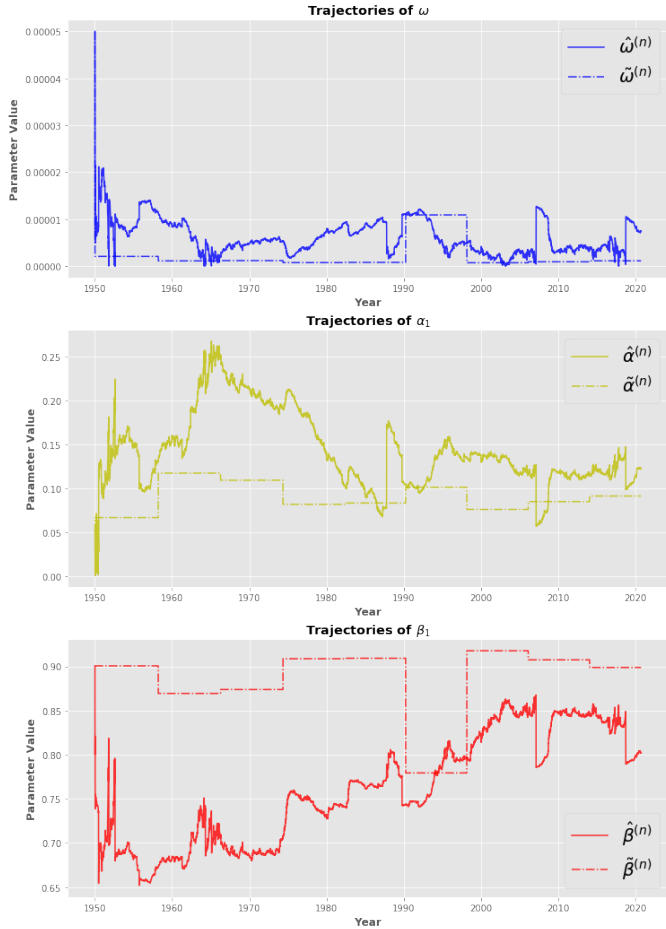 Trajectories of ω
0.00005
0.00004
0.00003
0.00002
0.00001
0.00000
Parameter Value
ω̂⁽ⁿ⁾
ω̃⁽ⁿ⁾
1950 1960 1970 1980 1990 2000 2010 2020
Year
Trajectories of α₁
0.25
0.20
0.15
0.10
0.05
0.00
Parameter Value
α̂⁽ⁿ⁾
α̃⁽ⁿ⁾
1950 1960 1970 1980 1990 2000 2010 2020
Year
Trajectories of β₁
0.90
0.85
0.80
0.75
0.70
0.65
Parameter Value
β̂⁽ⁿ⁾
β̃⁽ⁿ⁾
1950 1960 1970 1980 1990 2000 2010 2020
Year